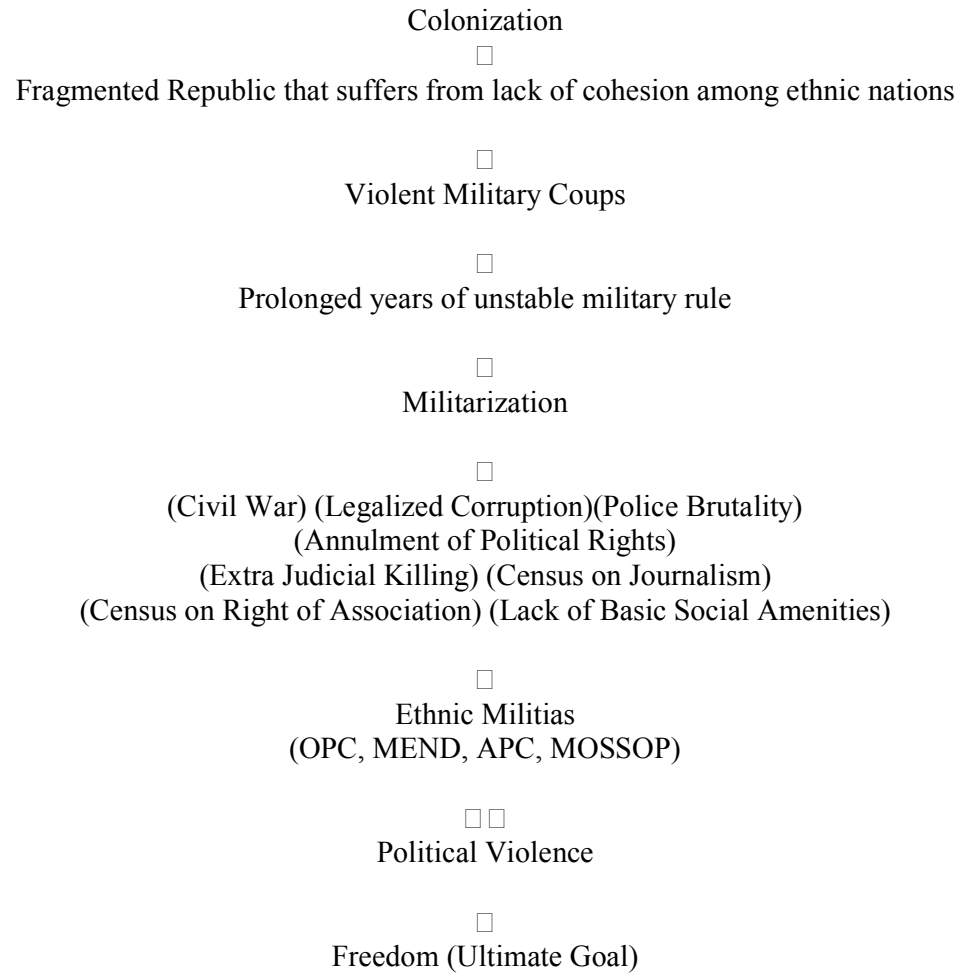 Colonization
□
Fragmented Republic that suffers from lack of cohesion among ethnic nations
□
Violent Military Coups
□
Prolonged years of unstable military rule
□
Militarization
□
(Civil War) (Legalized Corruption)(Police Brutality)
(Annulment of Political Rights)
(Extra Judicial Killing) (Census on Journalism)
(Census on Right of Association) (Lack of Basic Social Amenities)
□
Ethnic Militias
(OPC, MEND, APC, MOSSOP)
□ □
Political Violence
□
Freedom (Ultimate Goal)